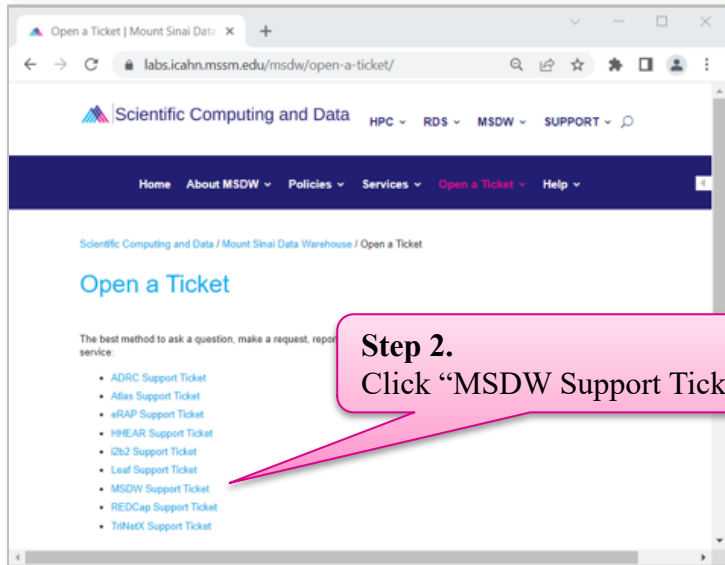 Open a Ticket | Mount Sinai Data
labs.icahn.mssm.edu/msdw/open-a-ticket/
Scientific Computing and Data HPC RDS MSDW SUPPORT
Home About MSDW Policies Services Open a Ticket Help
Scientific Computing and Data / Mount Sinai Data Warehouse / Open a Ticket
Open a Ticket
The best method to ask a question, make a request, repor
service:
• ADRC Support Ticket
• Atlas Support Ticket
• eRAP Support Ticket
• HHEAR Support Ticket
• i2b2 Support Ticket
• Leaf Support Ticket
• MSDW Support Ticket
• REDCap Support Ticket
• TriNetX Support Ticket
Step 2.
Click “MSDW Support Tick